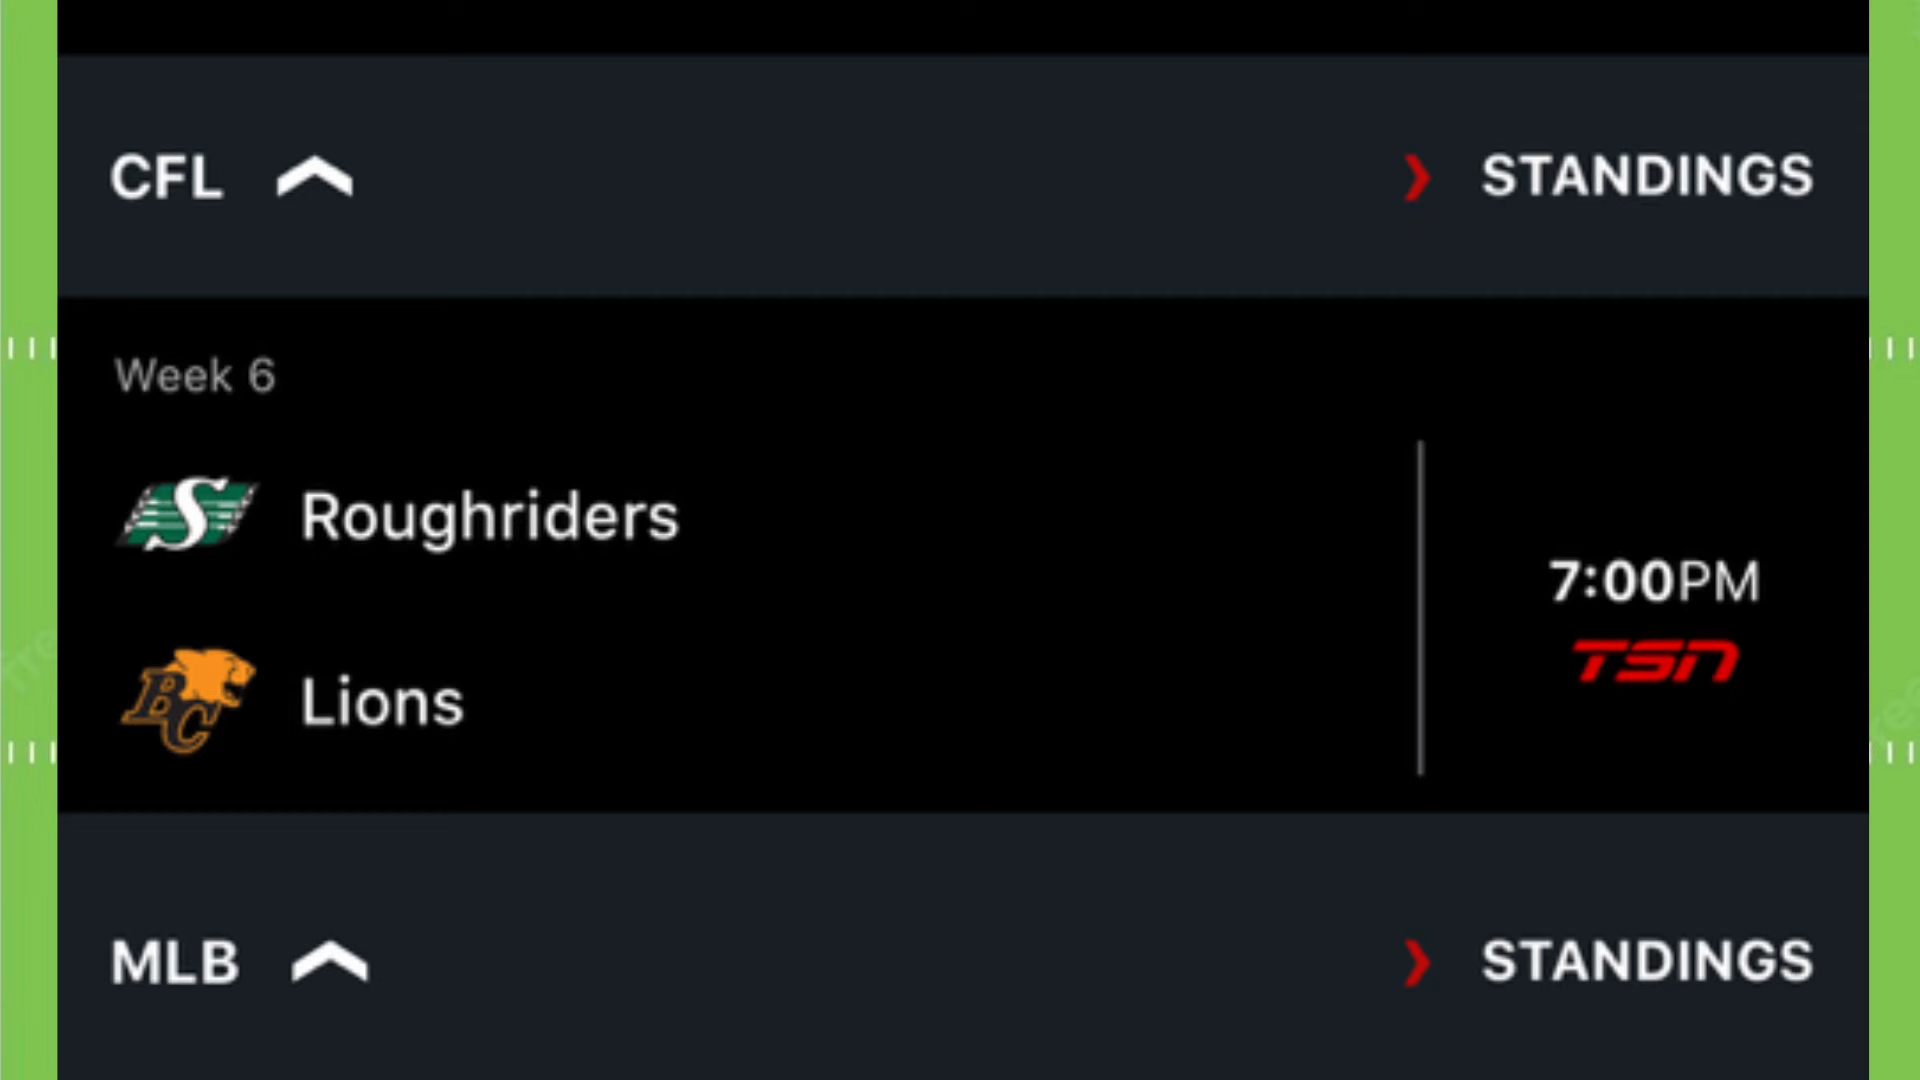 CFL
STANDINGS
Week 6
Roughriders
7:00PM
TSN
Lions
MLB
STANDINGS